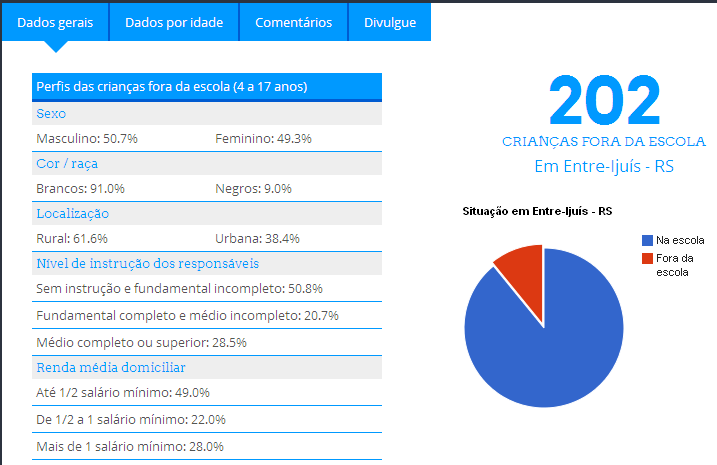 Dados gerais
Dados por idade
Comentários
Divulgue
Perfis das crianças fora da escola (4 a 17 anos)
Sexo
Masculino: 50.7% Feminino: 49.3%
Cor / raça
Brancos: 91.0% Negros: 9.0%
Localização
Rural: 61.6% Urbana: 38.4%
Nível de instrução dos responsáveis
Sem instrução e fundamental incompleto: 50.8%
Fundamental completo e médio incompleto: 20.7%
Médio completo ou superior: 28.5%
Renda média domiciliar
Até 1/2 salário mínimo: 49.0%
De 1/2 a 1 salário mínimo: 22.0%
Mais de 1 salário mínimo: 28.0%
202
CRIANÇAS FORA DA ESCOLA
Em Entre-Ijuís - RS
Situação em Entre-Ijuís - RS
Na escola
Fora da
escola